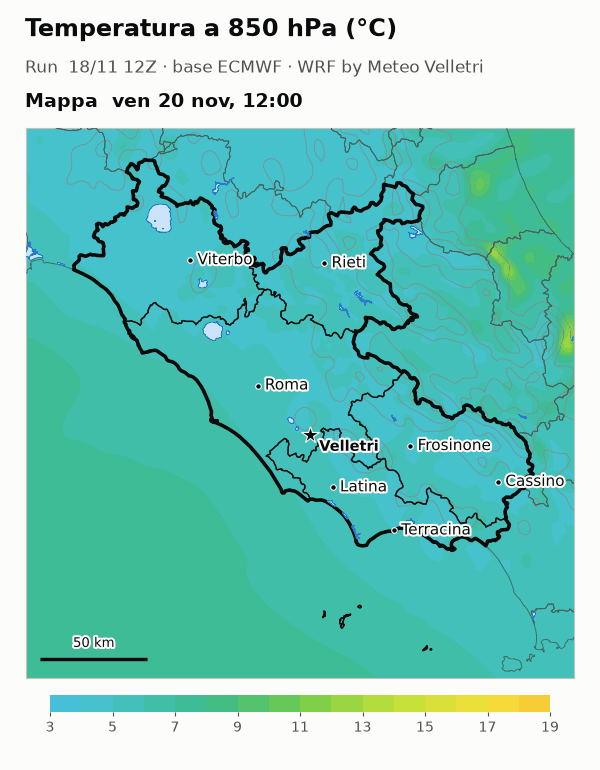 Temperatura a 850 hPa (°C)
Run  18/11 12Z · base ECMWF · WRF by Meteo Velletri
Mappa  ven 20 nov, 12:00
Viterbo
Rieti
Roma
Velletri
Frosinone
Latina
Cassino
Terracina
50 km
3 5 7 9 11 13 15 17 19